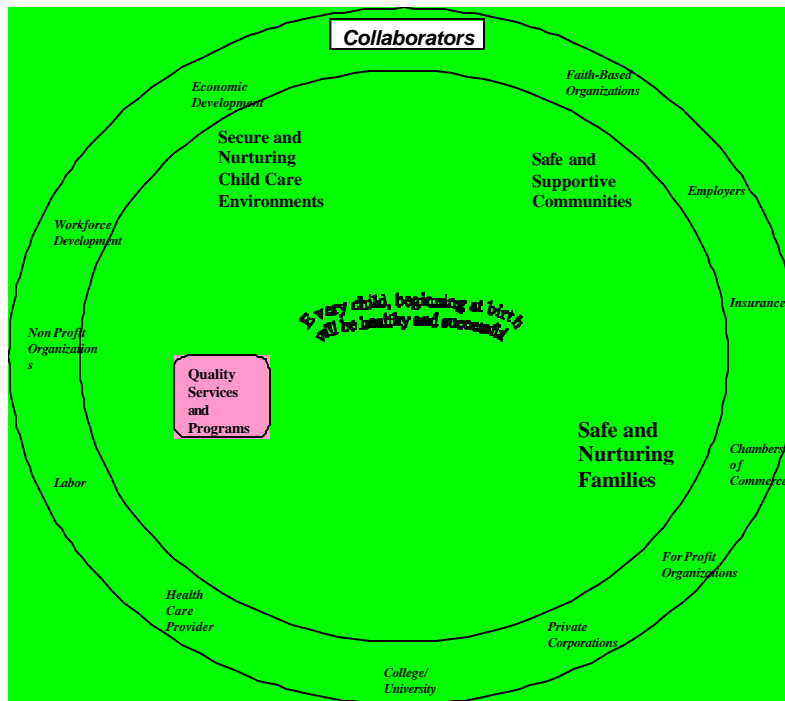 Collaborators
Economic
Development
Faith-Based
Organizations
Secure and
Nurturing
Child Care
Environments
Safe and
Supportive
Communities
Employers
Workforce
Development
Every child, beginning at birth
will be healthy and successful
Insurance
Non Profit
Organization
s
Quality
Services
and
Programs
Safe and
Nurturing
Families
Chambers
of
Commerce
Labor
For Profit
Organizations
Health
Care
Provider
Private
Corporations
College/
University